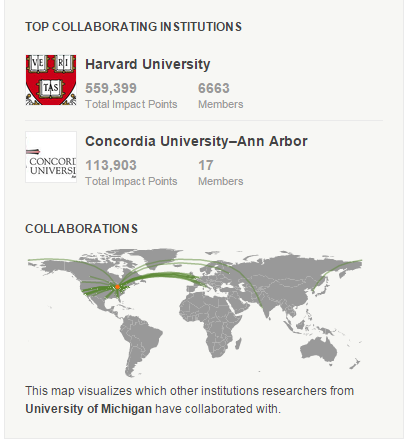 TOP COLLABORATING INSTITUTIONS
VE RI
TAS
Harvard University
559,399 6663
Total Impact Points Members
CONCORD
UNIVERSI
Concordia University–Ann Arbor
113,903 17
Total Impact Points Members
COLLABORATIONS
This map visualizes which other institutions researchers from
University of Michigan have collaborated with.